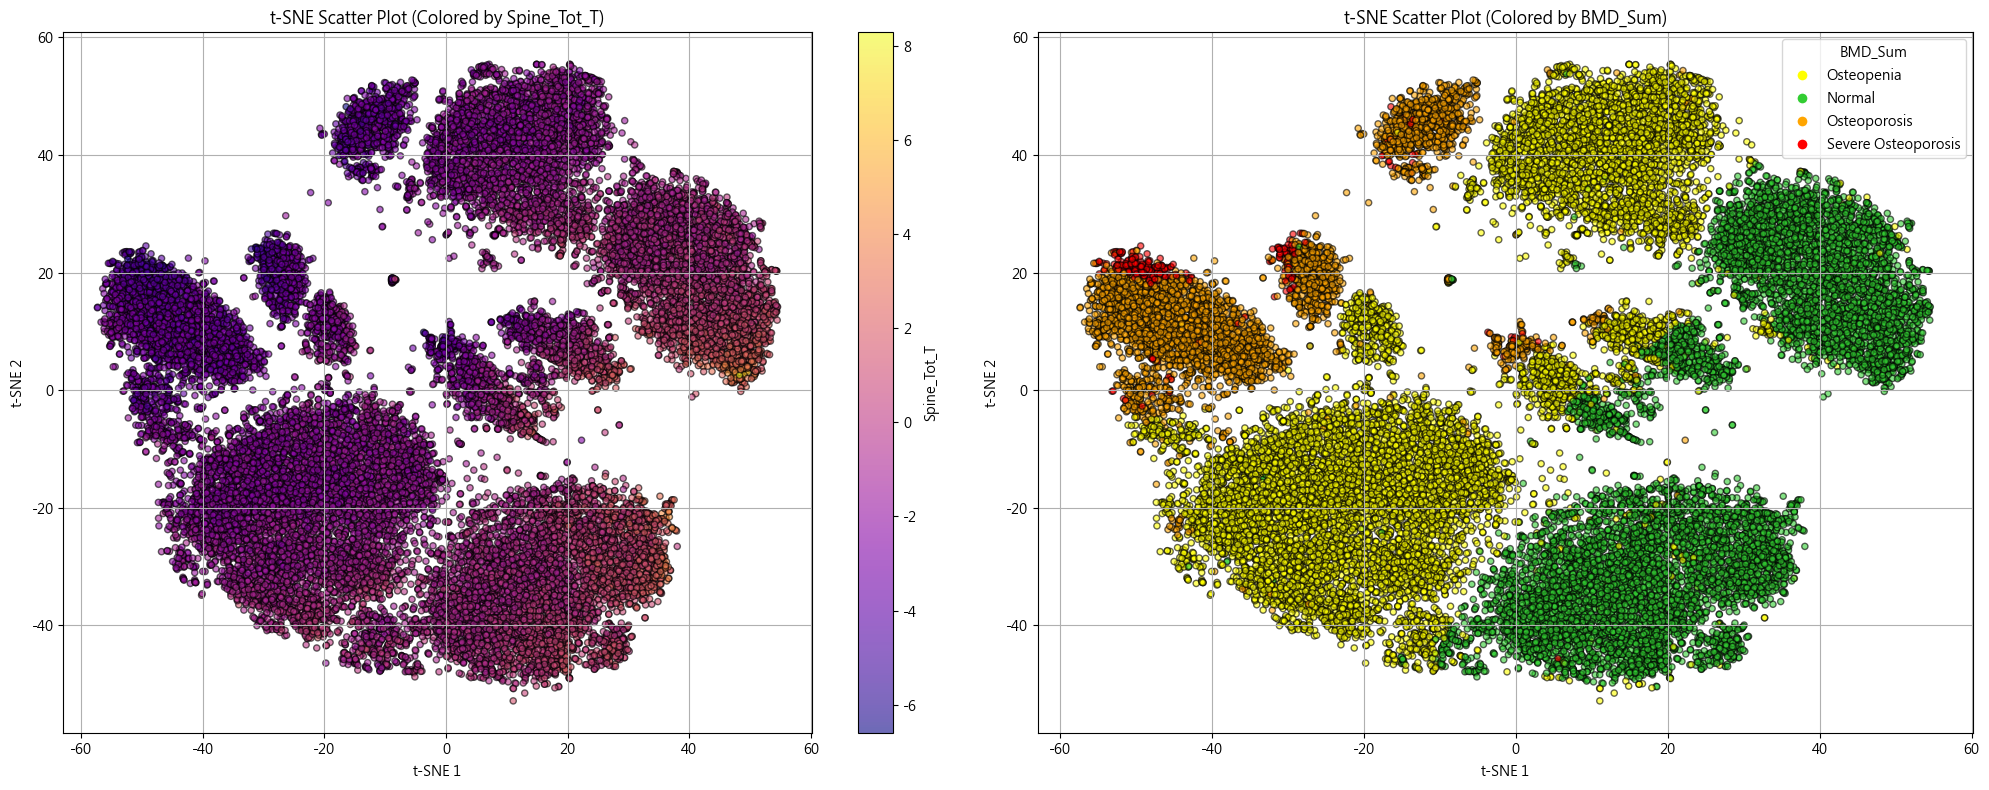 t-SNE Scatter Plot (Colored by Spine_Tot_T)
60
40
20
0
-20
-40
t-SNE 2
-60
-40
-20
0
20
40
60
t-SNE 1
8
6
4
2
0
-2
-4
-6
Spine_Tot_T
t-SNE Scatter Plot (Colored by BMD_Sum)
60
40
20
0
-20
-40
t-SNE 2
-60
-40
-20
0
20
40
60
t-SNE 1
BMD_Sum
Osteopenia
Normal
Osteoporosis
Severe Osteoporosis